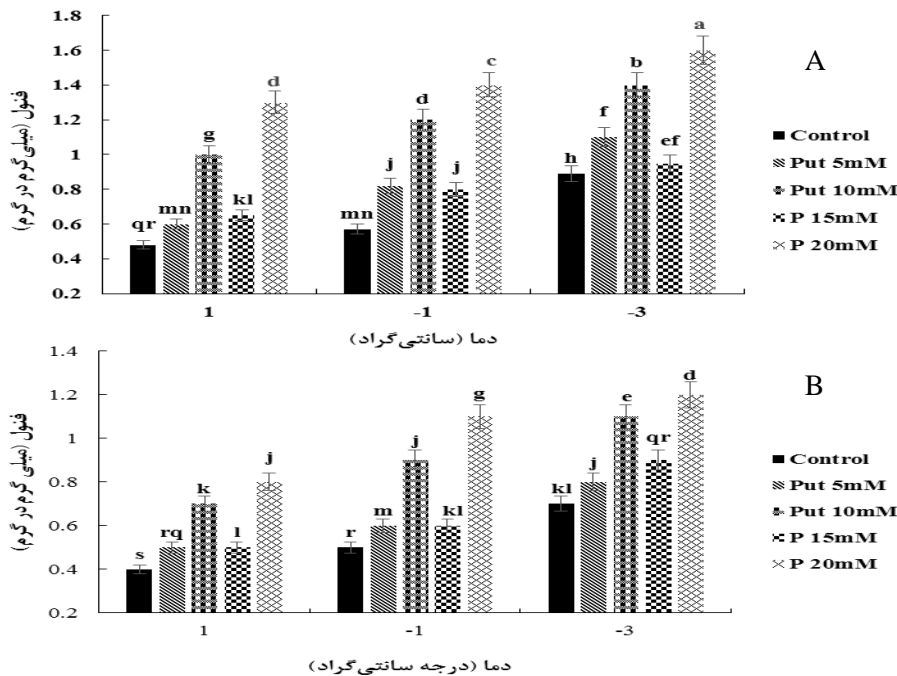 A
فنول (میلی‌گرم در گرم)
1.8
1.6
1.4
1.2
1
0.8
0.6
0.4
0.2
qr mn g kl d
mn j d j c
h f b ef a
1 -1 -3
دما (سانتی‌گراد)
Control
Put 5mM
Put 10mM
P 15mM
P 20mM
B
فنول (میلی‌گرم در گرم)
1.4
1.2
1
0.8
0.6
0.4
0.2
s rq k l j
r m j kl g
kl j e qr d
1 -1 -3
دما (درجه سانتی‌گراد)
Control
Put 5mM
Put 10mM
P 15mM
P 20mM